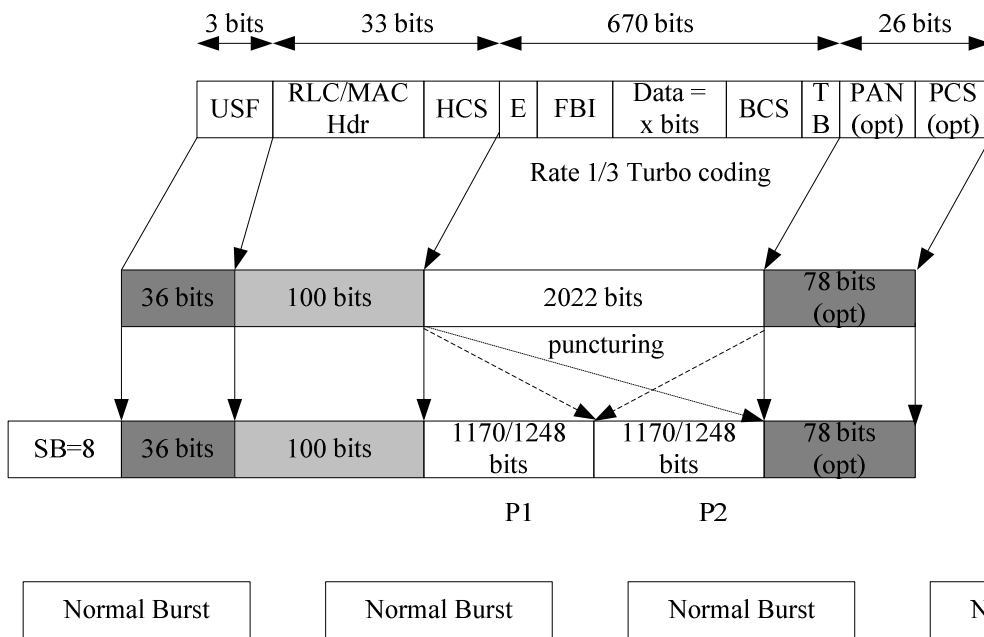 3 bits 33 bits 670 bits 26 bits
USF RLC/MAC Hdr HCS E FBI Data = x bits BCS T B PAN (opt) PCS (opt)
Rate 1/3 Turbo coding
36 bits 100 bits 2022 bits 78 bits (opt)
puncturing
SB=8 36 bits 100 bits 1170/1248 bits 1170/1248 bits 78 bits (opt)
P1 P2
Normal Burst Normal Burst Normal Burst